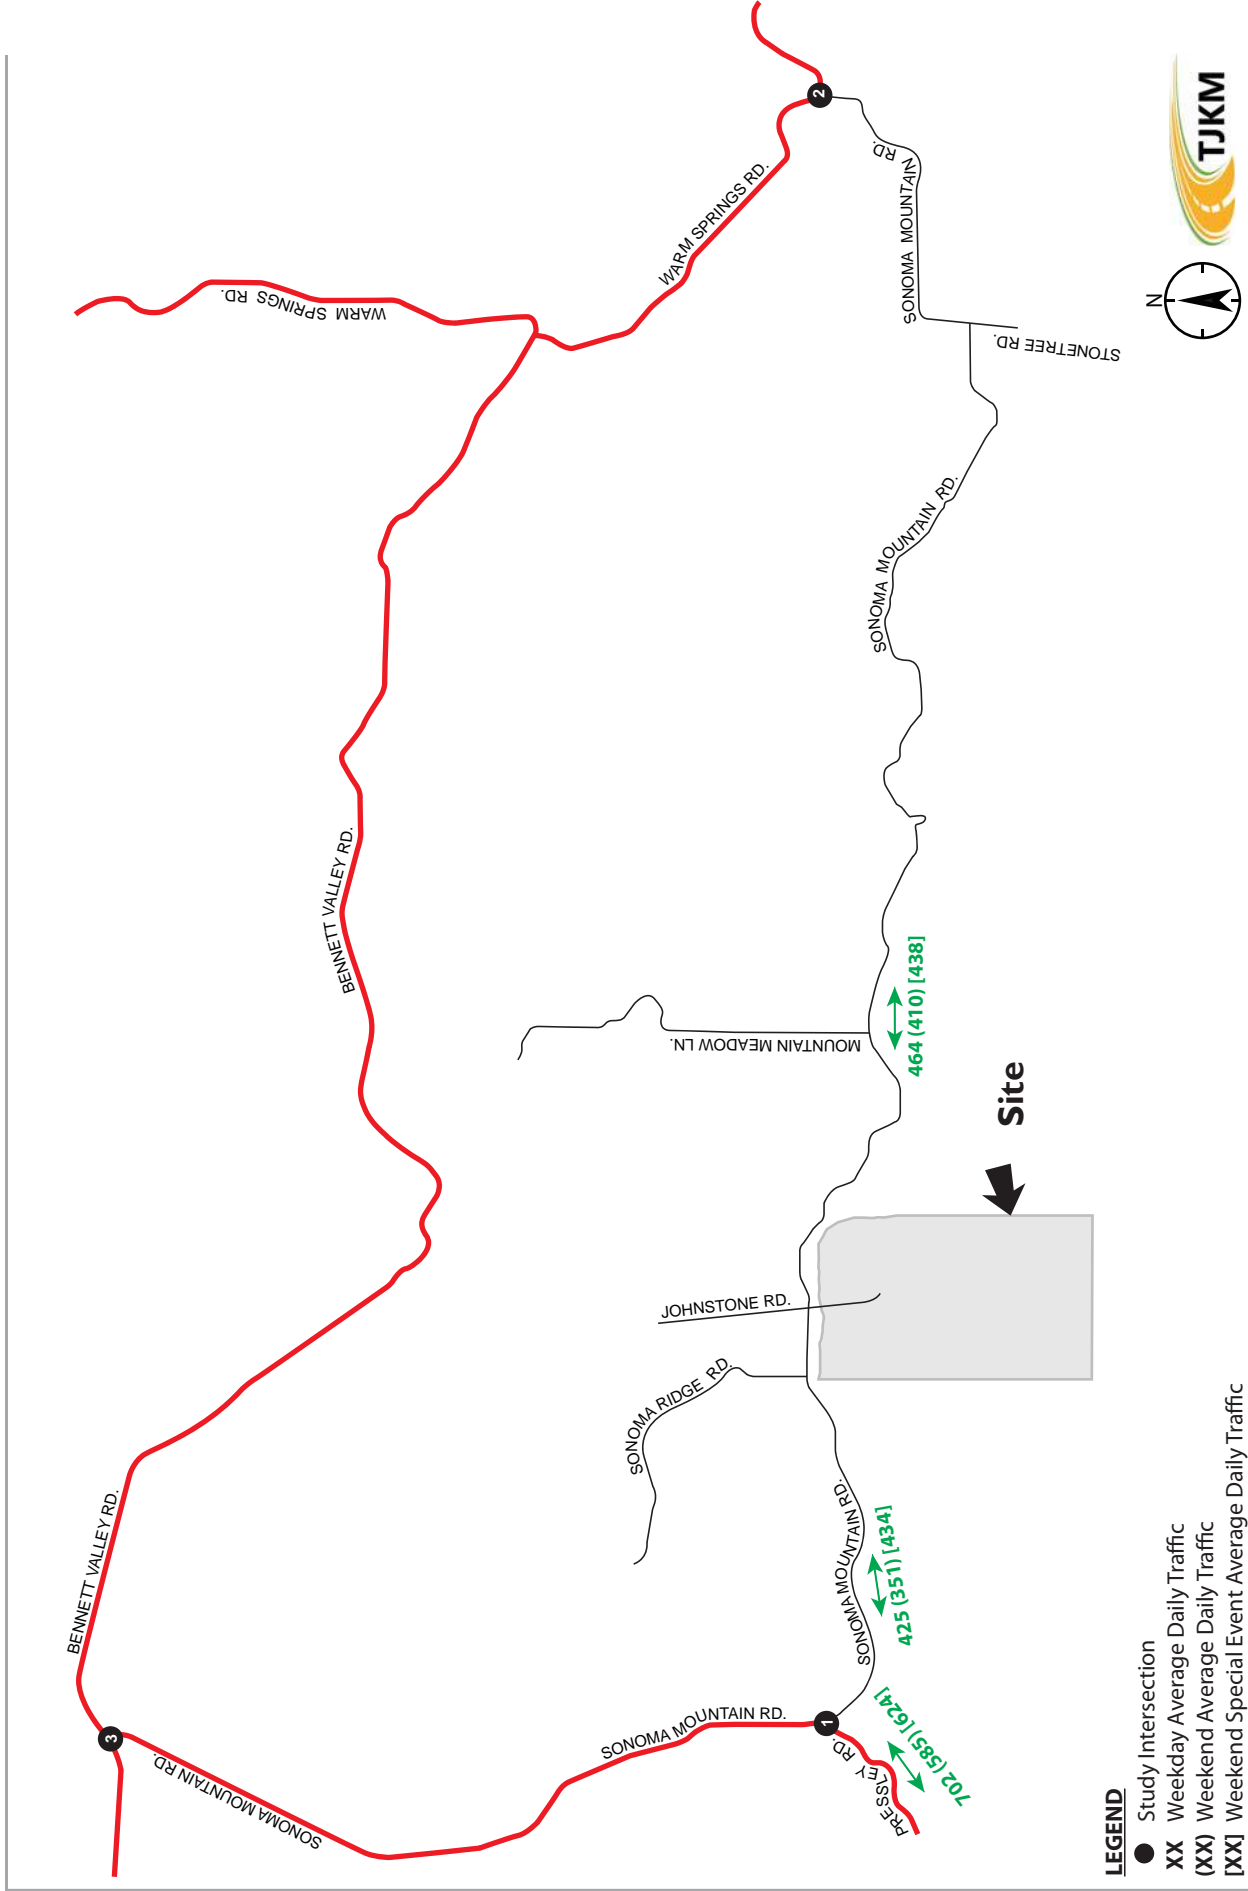 BENNETT VALLEY RD.
3
SONOMA MOUNTAIN RD.
BENNETT VALLEY RD.
WARM SPRINGS RD.
WARM SPRINGS RD.
2
SONOMA MOUNTAIN RD.
STONETREE RD.
SONOMA MOUNTAIN RD.
MOUNTAIN MEADOW LN.
464 (410) [438]
JOHNSTONE RD.
SONOMA RIDGE RD.
SONOMA MOUNTAIN RD.
425 (351) [434]
SONOMA MOUNTAIN RD.
1
PRESSLEY RD.
702 (585) [624]
Site
LEGEND
Study Intersection
XX Weekday Average Daily Traffic
(XX) Weekend Average Daily Traffic
[XX] Weekend Special Event Average Daily Traffic
N
TJKM